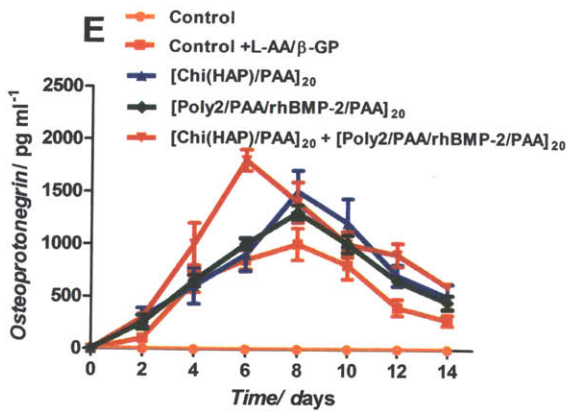 E
Control
Control +L-AA/β-GP
[Chi(HAP)/PAA]20
[Poly2/PAA/rhBMP-2/PAA]20
[Chi(HAP)/PAA]20 + [Poly2/PAA/rhBMP-2/PAA]20
Osteoprotonegrin/ pg ml-1
2500
2000
1500
1000
500
0
0 2 4 6 8 10 12 14
Time/ days